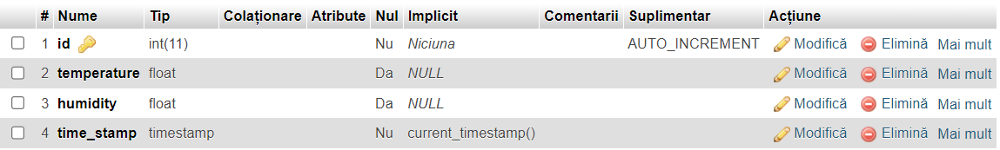 # Nume Tip Colaționare Atribute Nul Implicit Comentarii Suplimentar Acțiune
1 id int(11) Nu Niciuna AUTO_INCREMENT Modifică Elimină Mai mult
2 temperature float Da NULL Modifică Elimină Mai mult
3 humidity float Da NULL Modifică Elimină Mai mult
4 time_stamp timestamp Nu current_timestamp() Modifică Elimină Mai mult